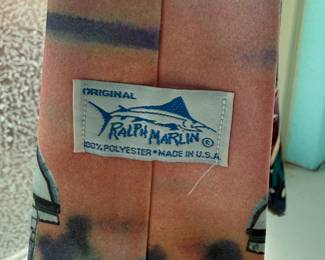 ORIGINAL
RALPH MARLIN ®
100% POLYESTER • MADE IN U.S.A.